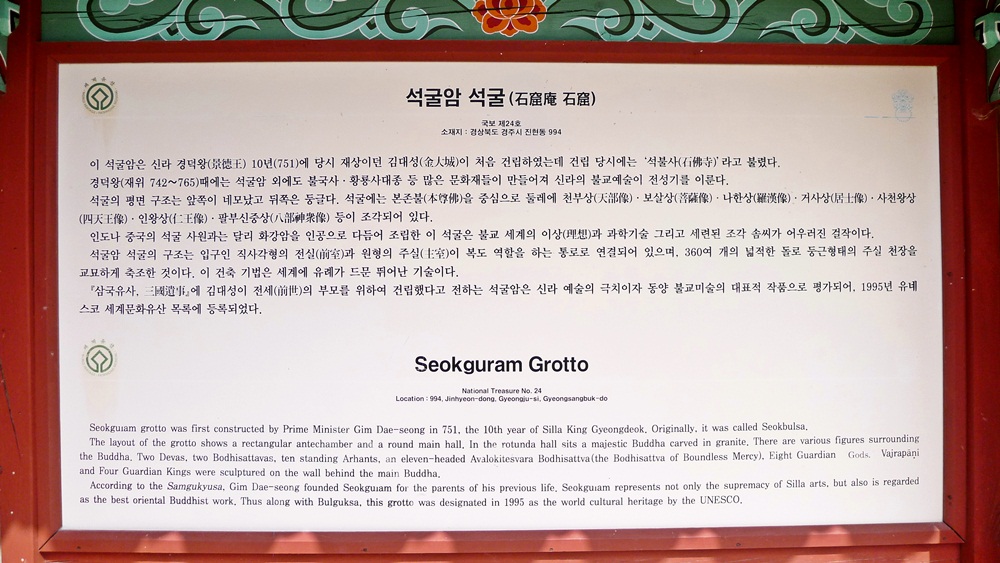 석굴암 석굴(石窟庵 石窟)
국보 제24호
소재지 : 경상북도 경주시 진현동 994
이 석굴암은 신라 경덕왕(景德王) 10년(751)에 당시 재상이던 김대성(金大城)이 처음 건립하였는데 건립 당시에는 ‘석불사(石佛寺)’라고 불렸다.
경덕왕(재위 742~765)때에는 석굴암 외에도 불국사·황룡사대종 등 많은 문화재들이 만들어져 신라의 불교예술이 전성기를 이룬다.
석굴의 평면 구조는 앞쪽이 네모났고 뒤쪽은 둥글다. 석굴에는 본존불(本尊佛)을 중심으로 둘레에 천부상(天部像)·보살상(菩薩像)·나한상(羅漢像)·거사상(居士像)·사천왕상
(四天王像)·인왕상(仁王像)·팔부신중상(八部神衆像) 등이 조각되어 있다.
인도나 중국의 석굴 사원과는 달리 화강암을 인공으로 다듬어 조립한 이 석굴은 불교 세계의 이상(理想)과 과학기술 그리고 세련된 조각 솜씨가 어우러진 걸작이다.
석굴암 석굴의 구조는 입구인 직사각형의 전실(前室)과 원형의 주실(主室)이 복도 역할을 하는 통로로 연결되어 있으며, 360여 개의 넓적한 돌로 둥근형태의 주실 천장을
교묘하게 축조한 것이다. 이 건축 기법은 세계에 유례가 드문 뛰어난 기술이다.
『삼국유사, 三國遺事』에 김대성이 전세(前世)의 부모를 위하여 건립했다고 전하는 석굴암은 신라 예술의 극치이자 동양 불교미술의 대표적 작품으로 평가되어, 1995년 유네
스코 세계문화유산 목록에 등록되었다.
Seokguram Grotto
National Treasure No. 24
Location : 994, Jinhyeon-dong, Gyeongju-si, Gyeongsangbuk-do
Seokguram grotto was first constructed by Prime Minister Gim Dae-seong in 751, the 10th year of Silla King Gyeongdeok. Originally, it was called Seokbulsa.
The layout of the grotto shows a rectangular antechamber and a round main hall. In the rotunda hall sits a majestic Buddha carved in granite. There are various figures surrounding
the Buddha. Two Devas, two Bodhisattavas, ten standing Arhants, an eleven-headed Avalokitesvara Bodhisattva(the Bodhisattva of Boundless Mercy), Eight Guardian Gods, Vajrapāṇi
and Four Guardian Kings were sculptured on the wall behind the main Buddha.
According to the Samgukyusa, Gim Dae-seong founded Seokguram for the parents of his previous life. Seokguram represents not only the supremacy of Silla arts, but also is regarded
as the best oriental Buddhist work. Thus along with Bulguksa, this grotto was designated in 1995 as the world cultural heritage by the UNESCO.